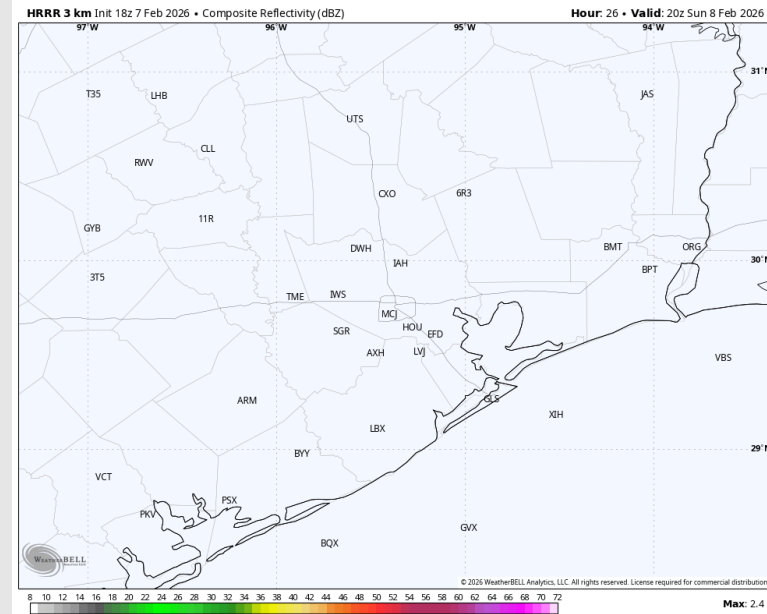 HRRR 3 km Init 18z 7 Feb 2026 • Composite Reflectivity (dBZ) Hour: 26 • Valid: 20z Sun 8 Feb 2026
97°W 96°W 95°W 94°W
31°N
T35 LHB JAS
UTS
CLL
RWV
CXO 6R3
11R
GYB
DWH BMT ORG
IAH
30°N
BPT
3T5
TME IWS
MCJ
SGR HOU EFD
AXH LVJ
VBS
ARM GLS
XIH
LBX
29°N
BYY
VCT
PSX
PKV
GVX
BQX
WEATHERBELL
© 2026 WeatherBELL Analytics, LLC. All rights reserved. License required for commercial distribution
8 10 12 14 16 18 20 22 24 26 28 30 32 34 36 38 40 42 44 46 48 50 52 54 56 58 60 62 64 66 68 70 72
Max: 2.4